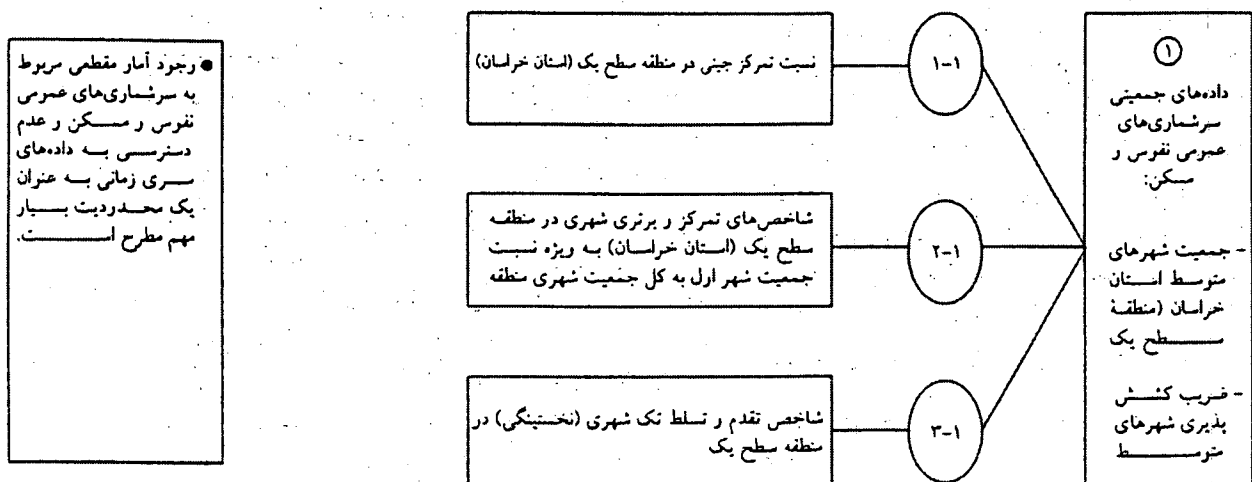 ۱
داده‌های جمعیتی
سرشماری‌های
عمومی نفوس و
مسکن:
- جمعیت شهرهای
متوسط استان
خراسان (منطقهٔ
سطح یک
- ضریب کشش
پذیری شهرهای
متوسط
۱-۱
نسبت تمرکز جینی در منطقه سطح یک (استان خراسان)
۲-۱
شاخص‌های تمرکز و برتری شهری در منطقه
سطح یک (استان خراسان) به ویژه نسبت
جمعیت شهر اول به کل جمعیت شهری منطقه
۳-۱
شاخص تقدم و تسلط تک شهری (نخستینگی) در
منطقه سطح یک
● وجود آمار مقطعی مربوط
به سرشماری‌های عمومی
نفوس و مسکن و عدم
دسترسی به داده‌های
سری زمانی به عنوان
یک محدودیت بسیار
مهم مطرح است.